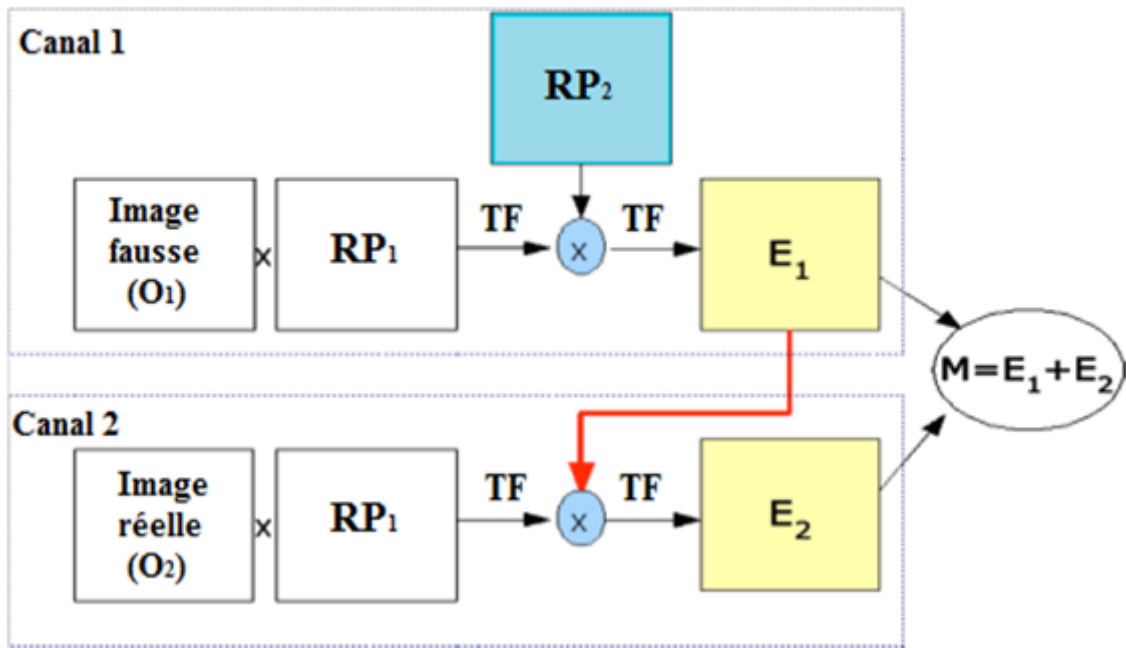 Canal 1
RP₂
Image
fausse
(O₁)
x
RP₁
TF
x
TF
E₁
M=E₁+E₂
Canal 2
Image
réelle
(O₂)
x
RP₁
TF
x
TF
E₂